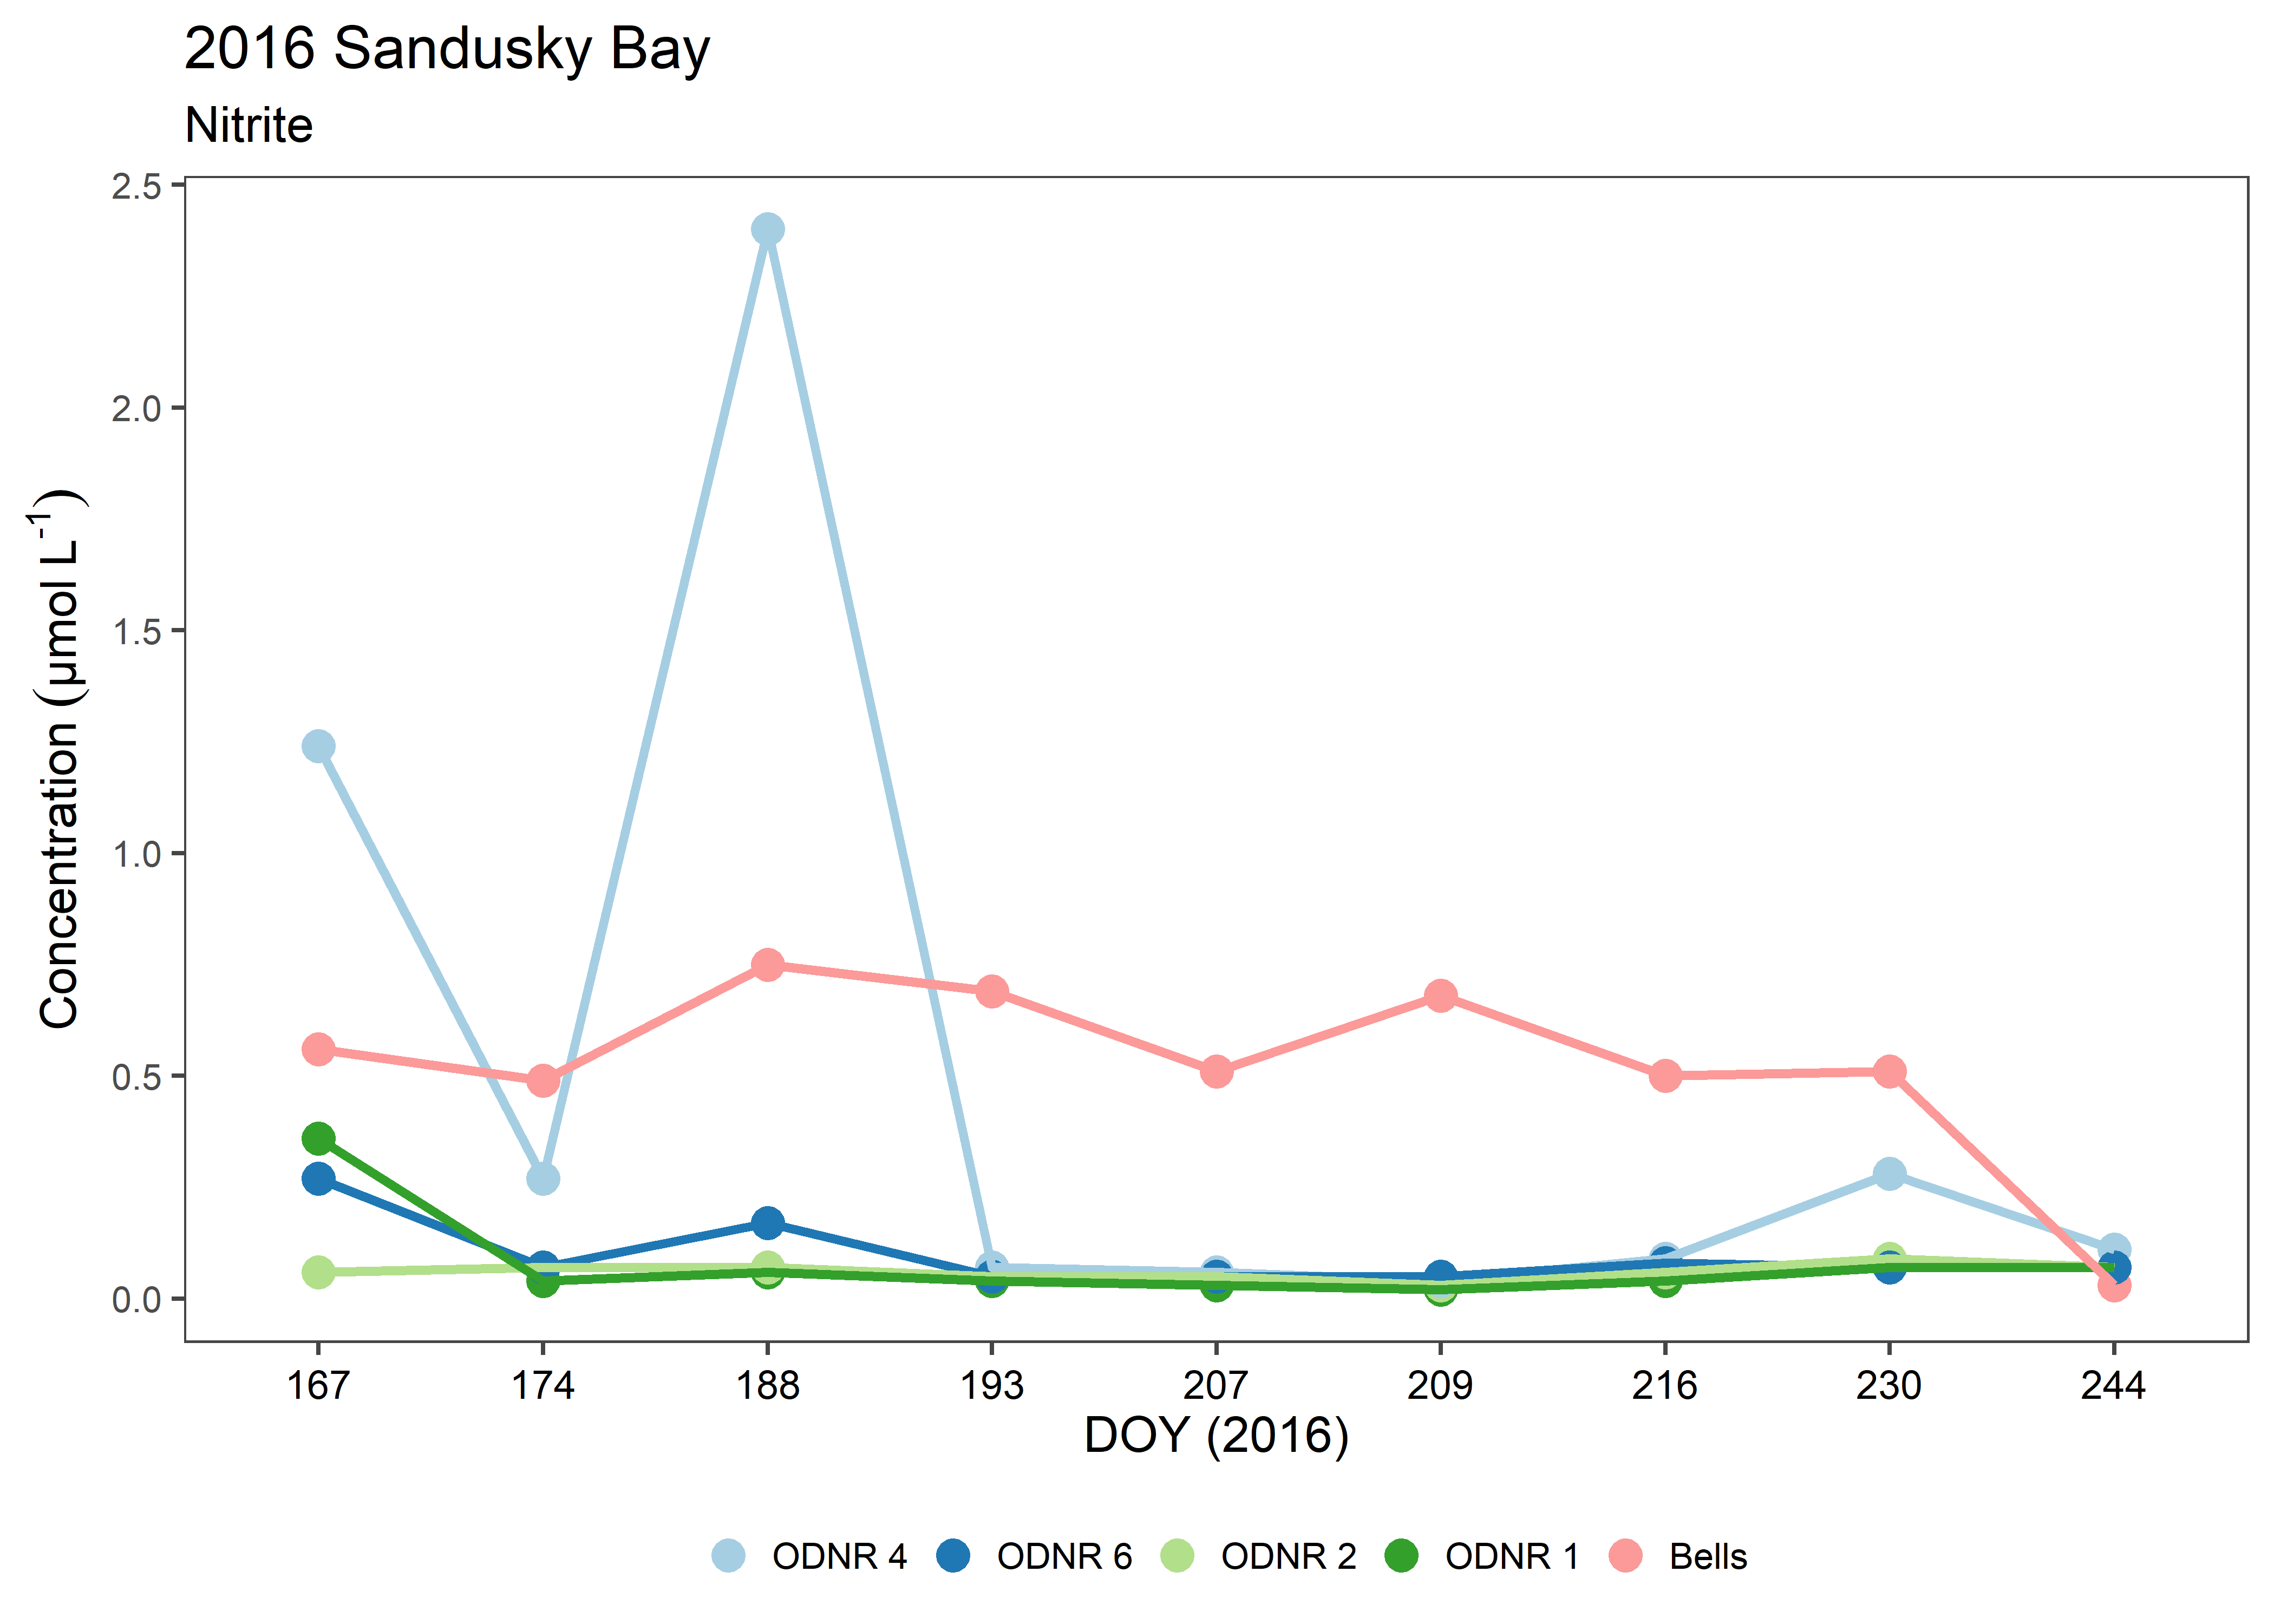 2016 Sandusky Bay
Nitrite
Concentration (µmol L⁻¹)
2.5
2.0
1.5
1.0
0.5
0.0
167 174 188 193 207 209 216 230 244
DOY (2016)
ODNR 4 ODNR 6 ODNR 2 ODNR 1 Bells